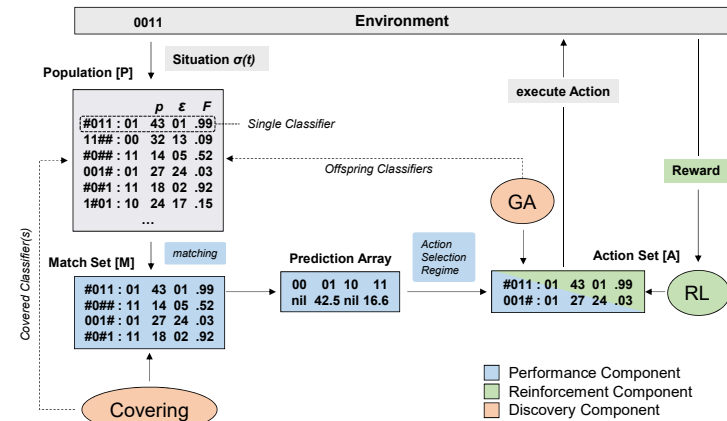 Environment
0011
Situation σ(t)
Population [P]
p ε F
#011 : 01 43 01 .99
11## : 00 32 13 .09
#0## : 11 14 05 .52
001# : 01 27 24 .03
#0#1 : 11 18 02 .92
1#01 : 10 24 17 .15
...
Single Classifier
Offspring Classifiers
execute Action
Reward
GA
Covered Classifier(s)
Match Set [M]
matching
#011 : 01 43 01 .99
#0## : 11 14 05 .52
001# : 01 27 24 .03
#0#1 : 11 18 02 .92
Prediction Array
00 01 10 11
nil 42.5 nil 16.6
Action
Selection
Regime
Action Set [A]
#011 : 01 43 01 .99
001# : 01 27 24 .03
RL
Covering
Performance Component
Reinforcement Component
Discovery Component